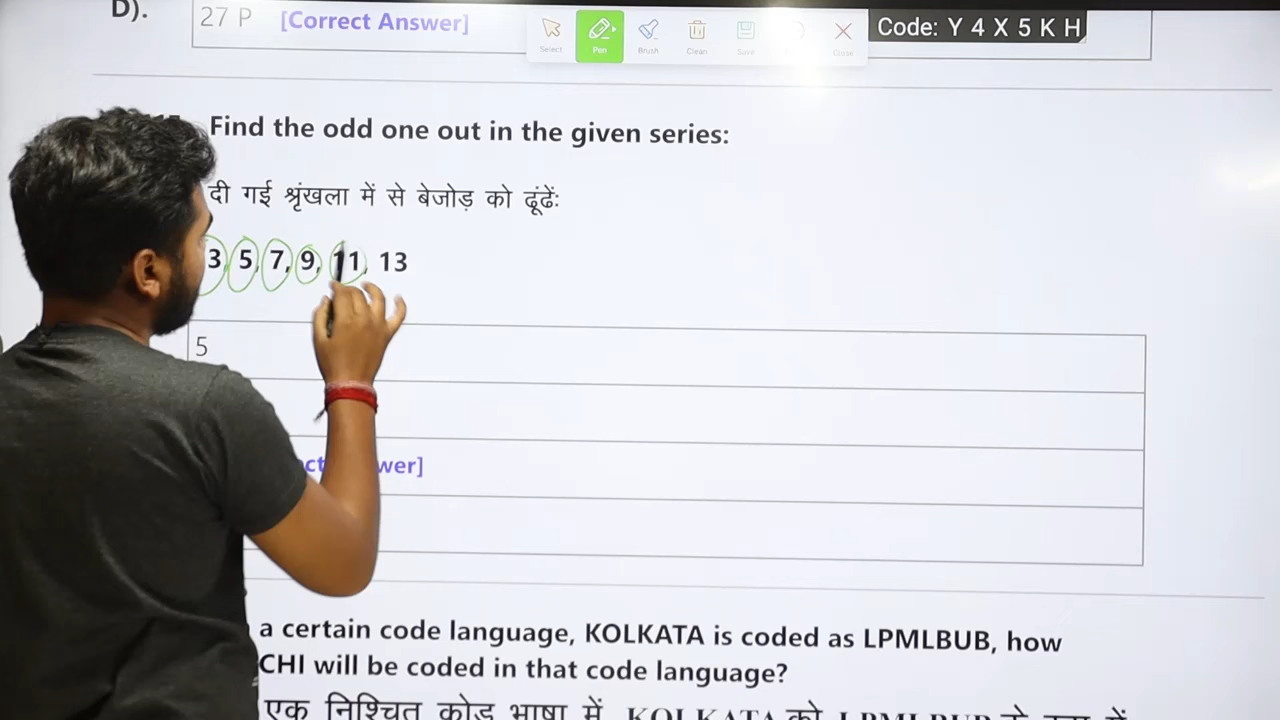 D).
27 P [Correct Answer]
Select Pen Brush Clean Save Close
Code: Y 4 X 5 K H
Find the odd one out in the given series:
दी गई श्रृंखला में से बेजोड़ को ढूंढें:
3, 5, 7, 9, 11, 13
5
a certain code language, KOLKATA is coded as LPMLBUB, how
CHI will be coded in that code language?
एक निश्चित कोड भाषा में, KOLKATA को LPMLBUB के रूप में